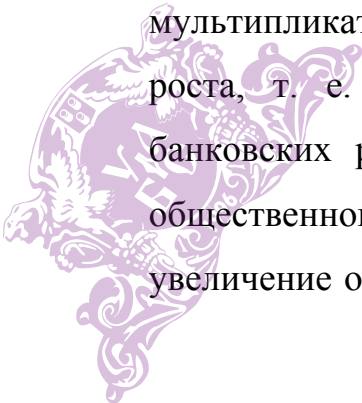 мультипликат
роста, т. е.
банковских р
общественно
увеличение о